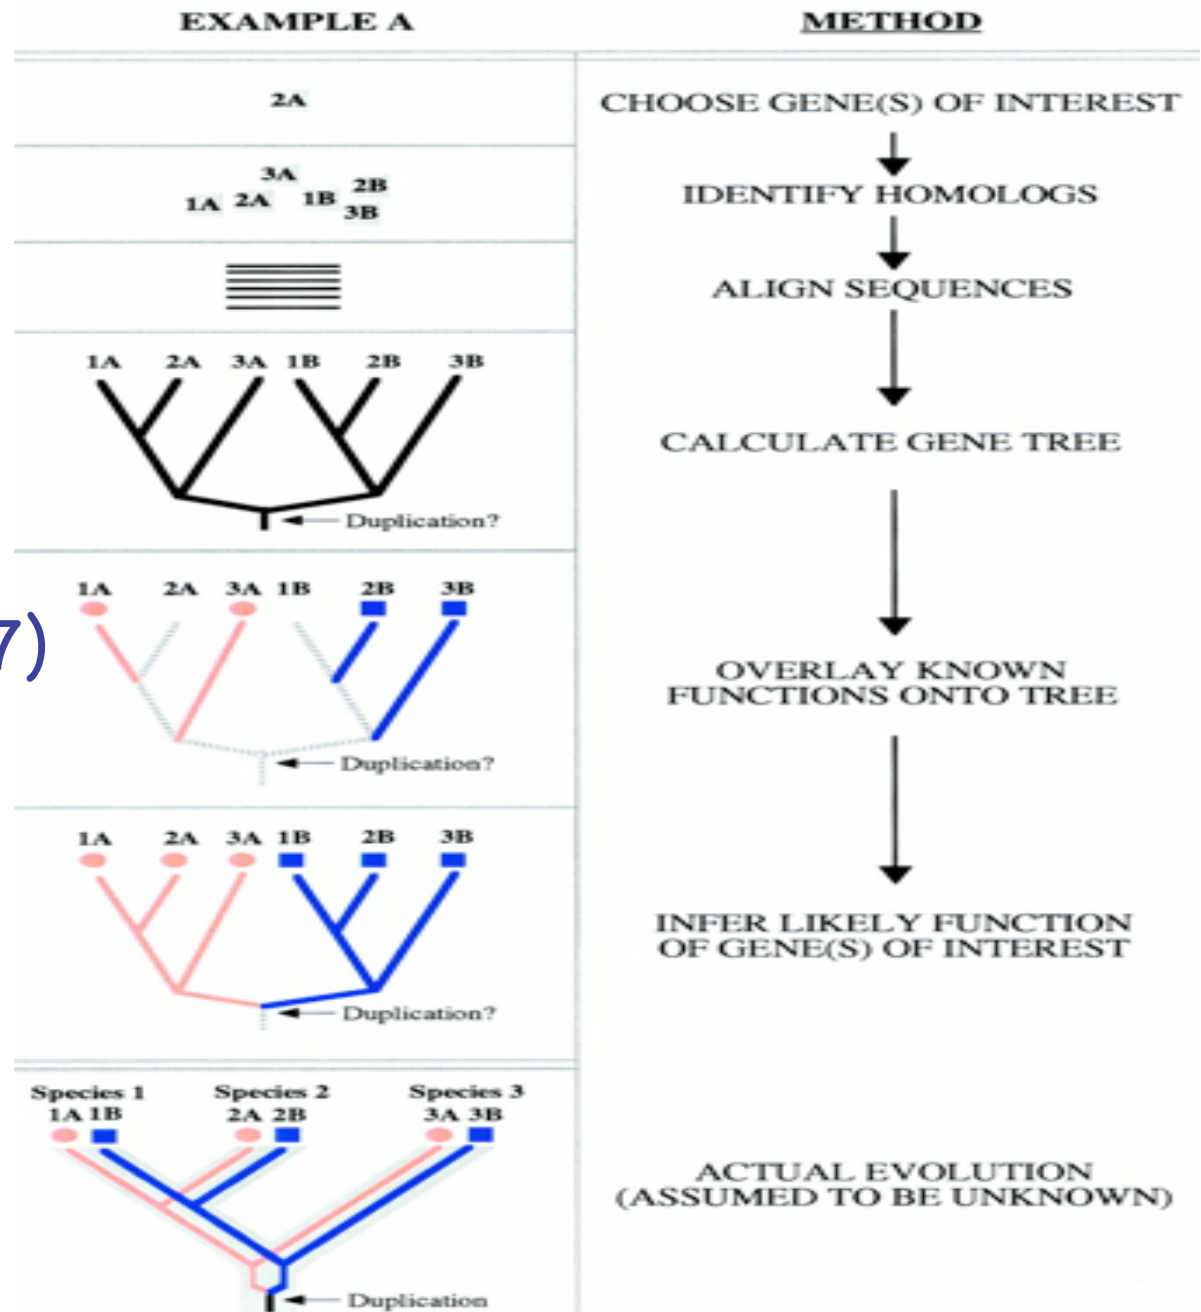 EXAMPLE A
METHOD
2A
CHOOSE GENE(S) OF INTEREST
3A
2B
1A 2A 1B
3B
IDENTIFY HOMOLOGS
ALIGN SEQUENCES
1A 2A 3A 1B 2B 3B
Duplication?
CALCULATE GENE TREE
1A 2A 3A 1B 2B 3B
7)
Duplication?
OVERLAY KNOWN
FUNCTIONS ONTO TREE
1A 2A 3A 1B 2B 3B
Duplication?
INFER LIKELY FUNCTION
OF GENE(S) OF INTEREST
Species 1 Species 2 Species 3
1A 1B 2A 2B 3A 3B
Duplication
ACTUAL EVOLUTION
(ASSUMED TO BE UNKNOWN)